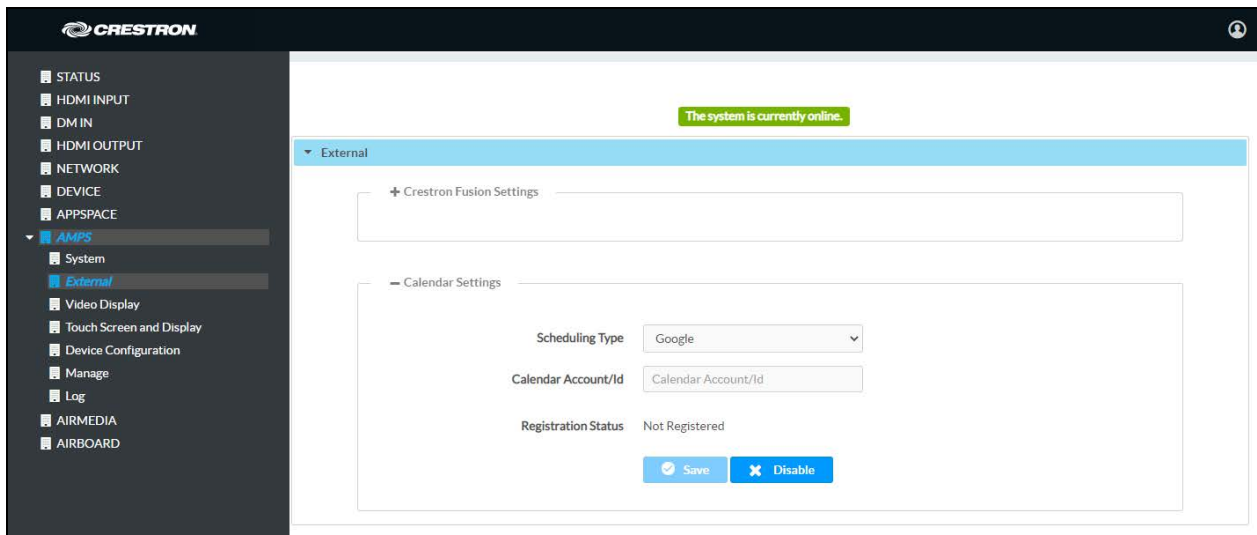 CRESTRON.
STATUS
HDMI INPUT
DM IN
HDMI OUTPUT
NETWORK
DEVICE
APPSPACE
AMPS
System
External
Video Display
Touch Screen and Display
Device Configuration
Manage
Log
AIRMEDIA
AIRBOARD
The system is currently online.
External
Crestron Fusion Settings
Calendar Settings
Scheduling Type Google
Calendar Account/Id Calendar Account/Id
Registration Status Not Registered
Save Disable